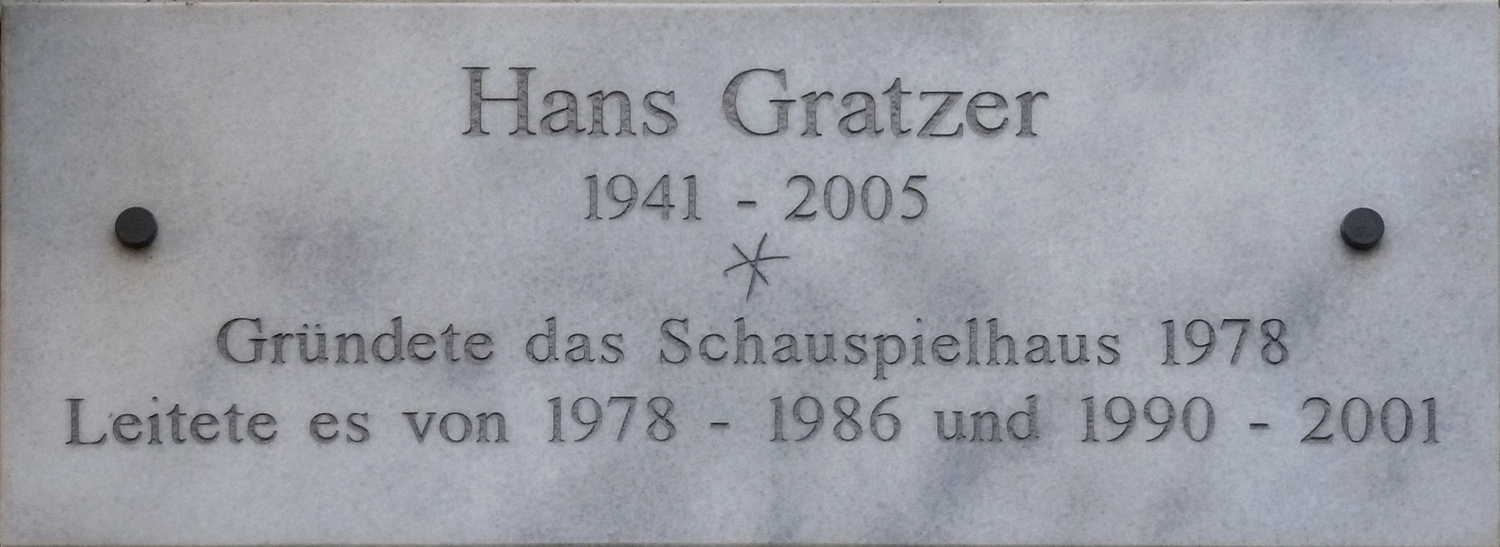 Hans Gratzer
1941 - 2005
*
Gründete das Schauspielhaus 1978
Leitete es von 1978 - 1986 und 1990 - 2001